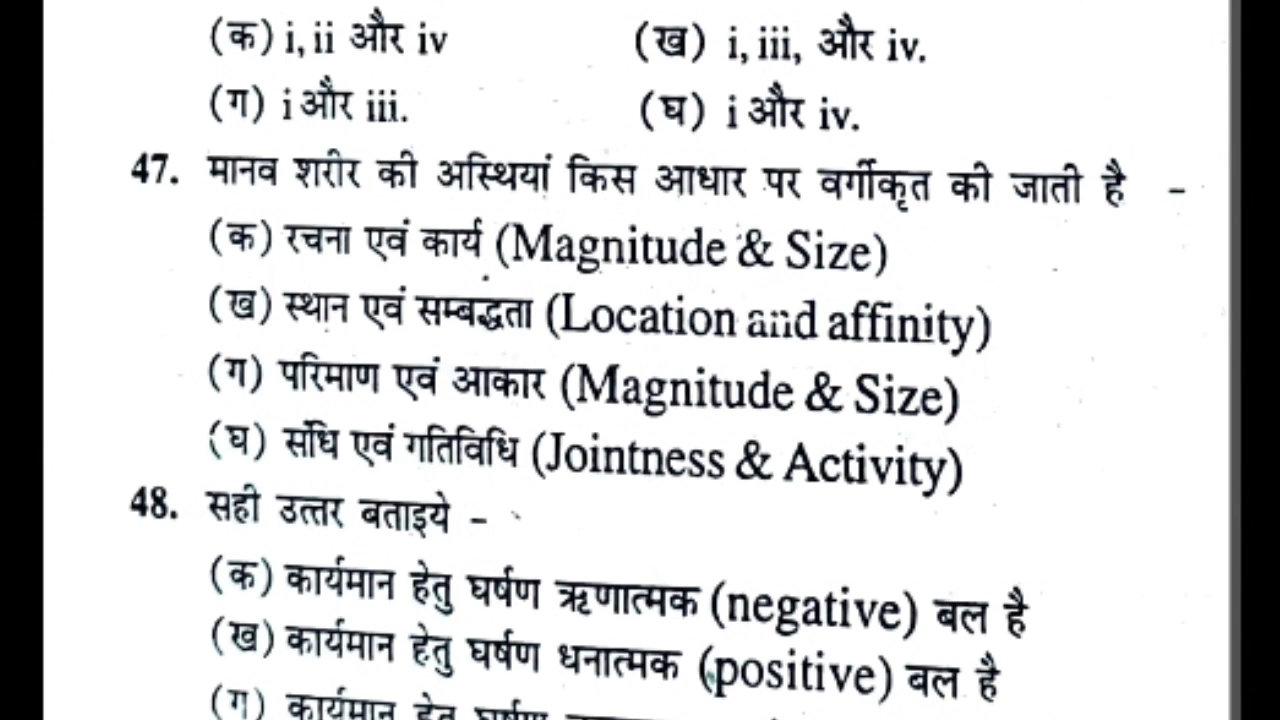 (क) i, ii और iv (ख) i, iii, और iv.
(ग) i और iii. (घ) i और iv.
47. मानव शरीर की अस्थियां किस आधार पर वर्गीकृत की जाती है -
(क) रचना एवं कार्य (Magnitude & Size)
(ख) स्थान एवं सम्बद्धता (Location and affinity)
(ग) परिमाण एवं आकार (Magnitude & Size)
(घ) संधि एवं गतिविधि (Jointness & Activity)
48. सही उत्तर बताइये -
(क) कार्यमान हेतु घर्षण ऋणात्मक (negative) बल है
(ख) कार्यमान हेतु घर्षण धनात्मक (positive) बल है
(ग) कार्यमान हेतु घर्षण